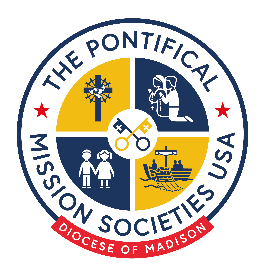 THE PONTIFICAL
MISSION SOCIETIES USA
DIOCESE OF MADISON